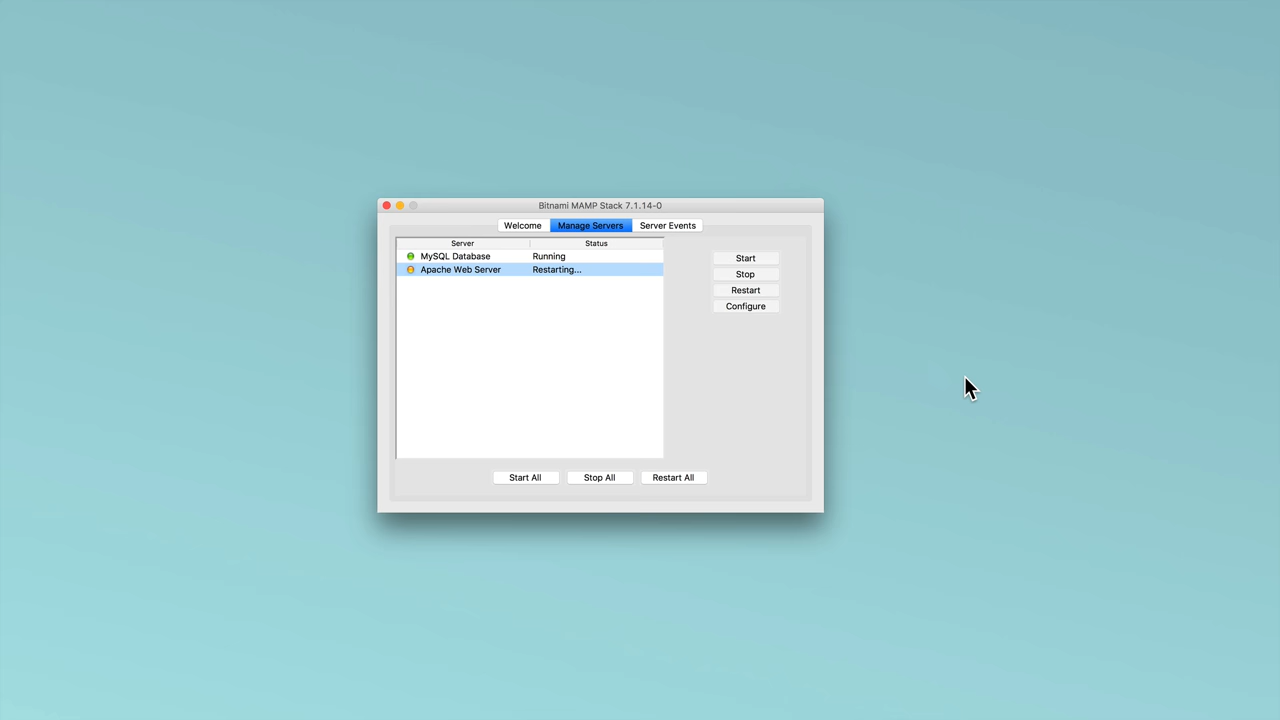 Bitnami MAMP Stack 7.1.14-0
Welcome Manage Servers Server Events
Server Status
MySQL Database Running
Apache Web Server Restarting...
Start
Stop
Restart
Configure
Start All Stop All Restart All